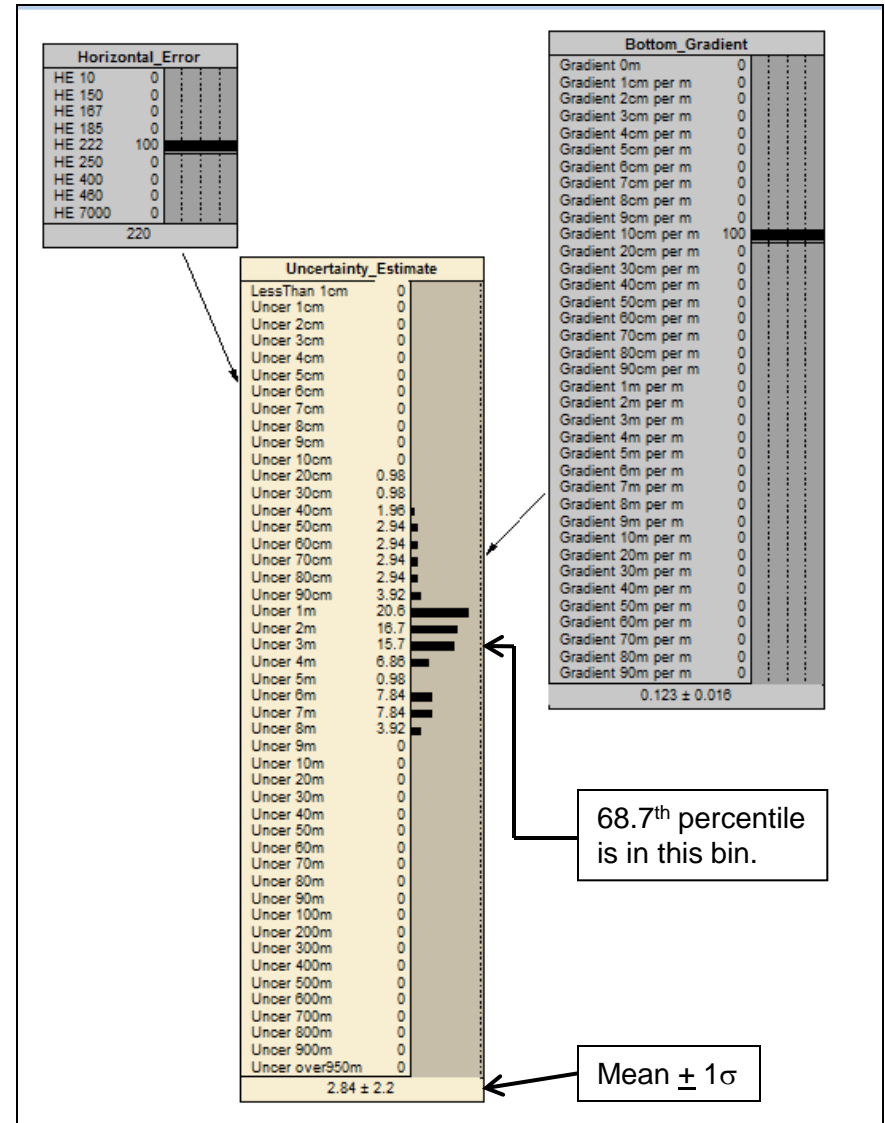 Horizontal_Error
HE 10 0
HE 150 0
HE 167 0
HE 185 0
HE 222 100
HE 250 0
HE 400 0
HE 460 0
HE 7000 0
220
Bottom_Gradient
Gradient 0m 0
Gradient 1cm per m 0
Gradient 2cm per m 0
Gradient 3cm per m 0
Gradient 4cm per m 0
Gradient 5cm per m 0
Gradient 6cm per m 0
Gradient 7cm per m 0
Gradient 8cm per m 0
Gradient 9cm per m 0
Gradient 10cm per m 100
Gradient 20cm per m 0
Gradient 30cm per m 0
Gradient 40cm per m 0
Gradient 50cm per m 0
Gradient 60cm per m 0
Gradient 70cm per m 0
Gradient 80cm per m 0
Gradient 90cm per m 0
Gradient 1m per m 0
Gradient 2m per m 0
Gradient 3m per m 0
Gradient 4m per m 0
Gradient 5m per m 0
Gradient 6m per m 0
Gradient 7m per m 0
Gradient 8m per m 0
Gradient 9m per m 0
Gradient 10m per m 0
Gradient 20m per m 0
Gradient 30m per m 0
Gradient 40m per m 0
Gradient 50m per m 0
Gradient 60m per m 0
Gradient 70m per m 0
Gradient 80m per m 0
Gradient 90m per m 0
0.123 ± 0.016
Uncertainty_Estimate
LessThan 1cm 0
Uncer 1cm 0
Uncer 2cm 0
Uncer 3cm 0
Uncer 4cm 0
Uncer 5cm 0
Uncer 6cm 0
Uncer 7cm 0
Uncer 8cm 0
Uncer 9cm 0
Uncer 10cm 0
Uncer 20cm 0.98
Uncer 30cm 0.98
Uncer 40cm 1.96
Uncer 50cm 2.94
Uncer 60cm 2.94
Uncer 70cm 2.94
Uncer 80cm 2.94
Uncer 90cm 3.92
Uncer 1m 20.6
Uncer 2m 16.7
Uncer 3m 15.7
Uncer 4m 6.86
Uncer 5m 0.98
Uncer 6m 7.84
Uncer 7m 7.84
Uncer 8m 3.92
Uncer 9m 0
Uncer 10m 0
Uncer 20m 0
Uncer 30m 0
Uncer 40m 0
Uncer 50m 0
Uncer 60m 0
Uncer 70m 0
Uncer 80m 0
Uncer 90m 0
Uncer 100m 0
Uncer 200m 0
Uncer 300m 0
Uncer 400m 0
Uncer 500m 0
Uncer 600m 0
Uncer 700m 0
Uncer 800m 0
Uncer 900m 0
Uncer over950m 0
2.84 ± 2.2
68.7th percentile
is in this bin.
Mean ± 1σ